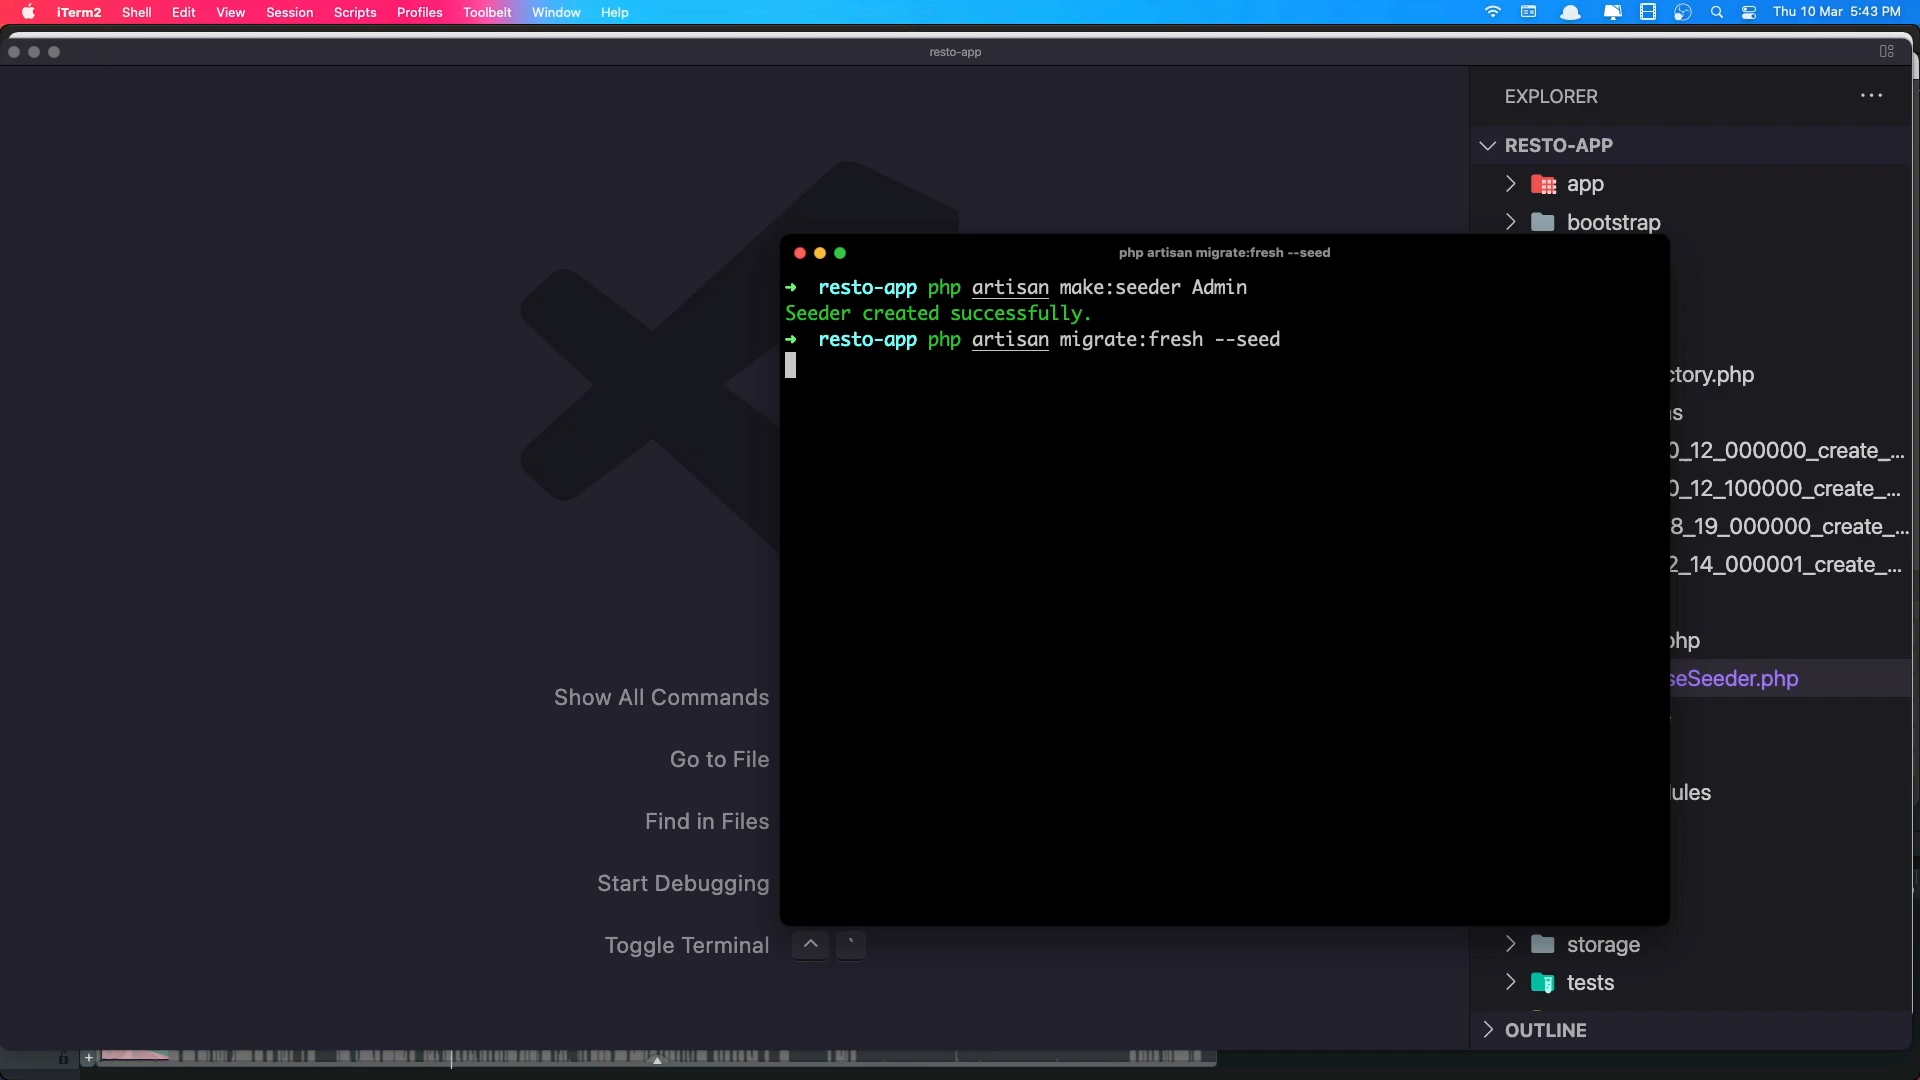 iTerm2 Shell Edit View Session Scripts Profiles Toolbelt Window Help Thu 10 Mar 5:43 PM
resto-app
EXPLORER
RESTO-APP
app
bootstrap
php artisan migrate:fresh --seed
➜ resto-app php artisan make:seeder Admin
Seeder created successfully.
➜ resto-app php artisan migrate:fresh --seed
ctory.php
ns
0_12_000000_create_...
0_12_100000_create_...
8_19_000000_create_...
2_14_000001_create_...
php
seSeeder.php
ules
Show All Commands
Go to File
Find in Files
Start Debugging
Toggle Terminal ^ `
storage
tests
OUTLINE